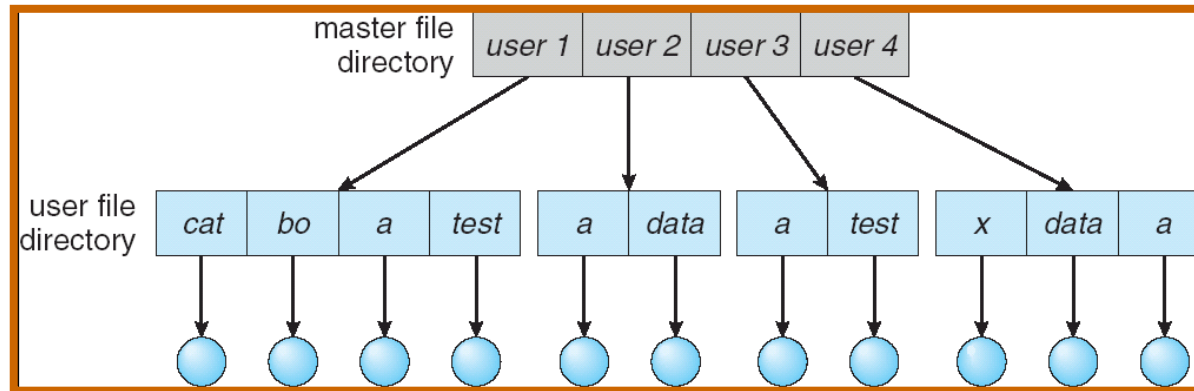 master file
directory
user 1 user 2 user 3 user 4
user file
directory
cat bo a test a data a test x data a